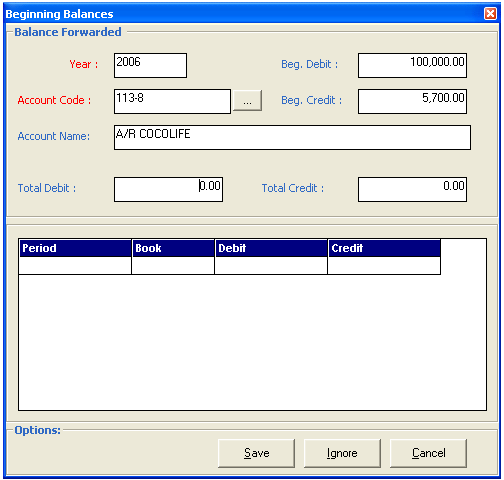 Beginning Balances
Balance Forwarded
Year : 2006 Beg. Debit : 100,000.00
Account Code : 113-8 ... Beg. Credit : 5,700.00
Account Name: A/R COCOLIFE
Total Debit : 0.00 Total Credit : 0.00
Period Book Debit Credit
Options:
Save Ignore Cancel